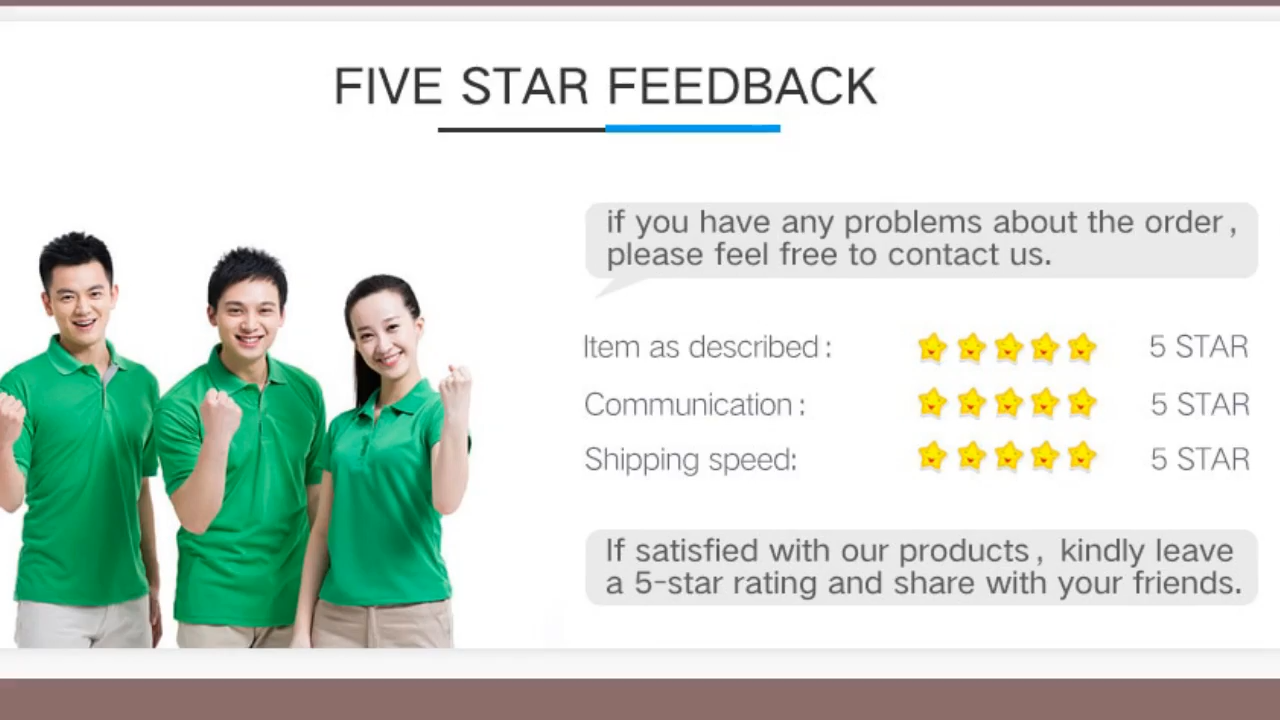 FIVE STAR FEEDBACK
if you have any problems about the order,
please feel free to contact us.
Item as described: 5 STAR
Communication: 5 STAR
Shipping speed: 5 STAR
If satisfied with our products, kindly leave
a 5-star rating and share with your friends.